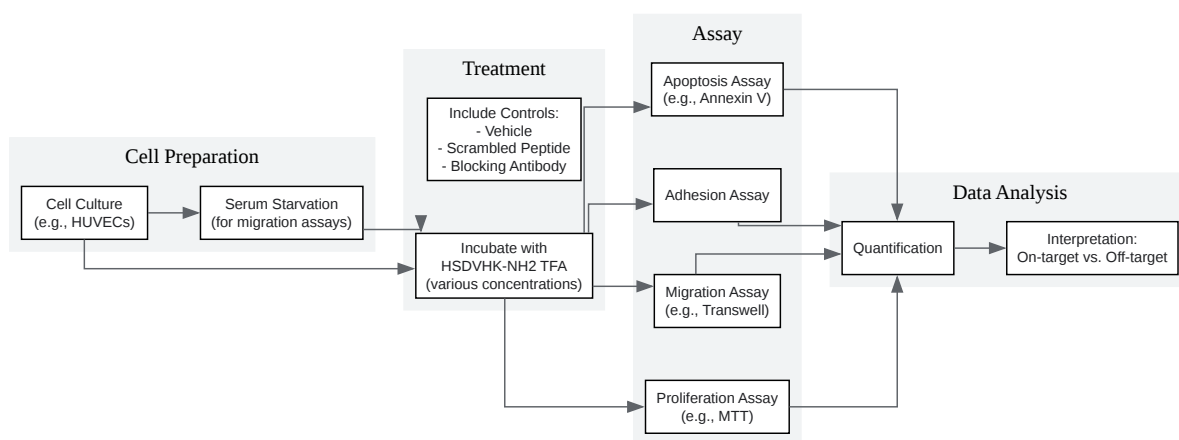 Cell Preparation
Cell Culture
(e.g., HUVECs)
Serum Starvation
(for migration assays)
Treatment
Include Controls:
- Vehicle
- Scrambled Peptide
- Blocking Antibody
Incubate with
HSDVHK-NH2 TFA
(various concentrations)
Assay
Apoptosis Assay
(e.g., Annexin V)
Adhesion Assay
Migration Assay
(e.g., Transwell)
Proliferation Assay
(e.g., MTT)
Data Analysis
Quantification
Interpretation:
On-target vs. Off-target